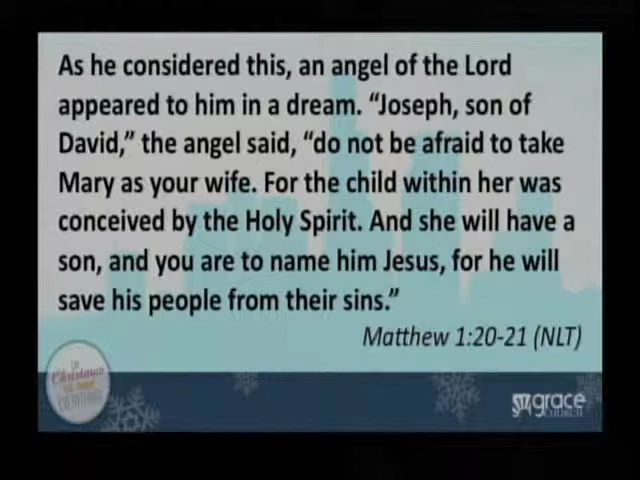 As he considered this, an angel of the Lord
appeared to him in a dream. “Joseph, son of
David,” the angel said, “do not be afraid to take
Mary as your wife. For the child within her was
conceived by the Holy Spirit. And she will have a
son, and you are to name him Jesus, for he will
save his people from their sins.”
Matthew 1:20-21 (NLT)
Christmas
EVERYTHING
grace
CHURCH